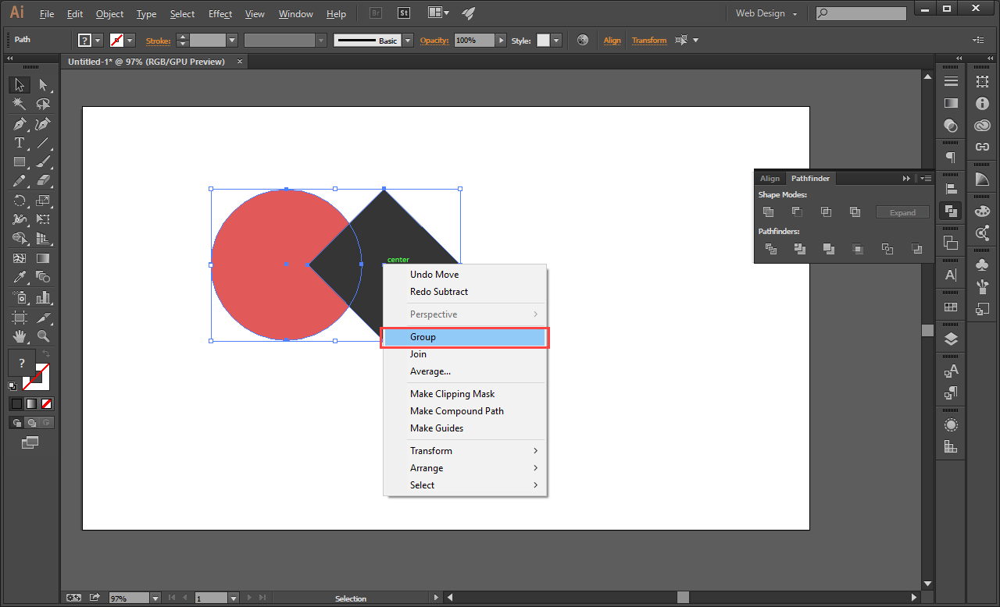 Ai File Edit Object Type Select Effect View Window Help Br St Web Design
Path ? Stroke: Basic Opacity: 100% Style: Align Transform
Untitled-1* @ 97% (RGB/GPU Preview) ×
Align Pathfinder
Shape Modes:
Expand
Pathfinders:
center
Undo Move
Redo Subtract
Perspective
Group
Join
Average...
Make Clipping Mask
Make Compound Path
Make Guides
Transform
Arrange
Select
?
97% 1 Selection